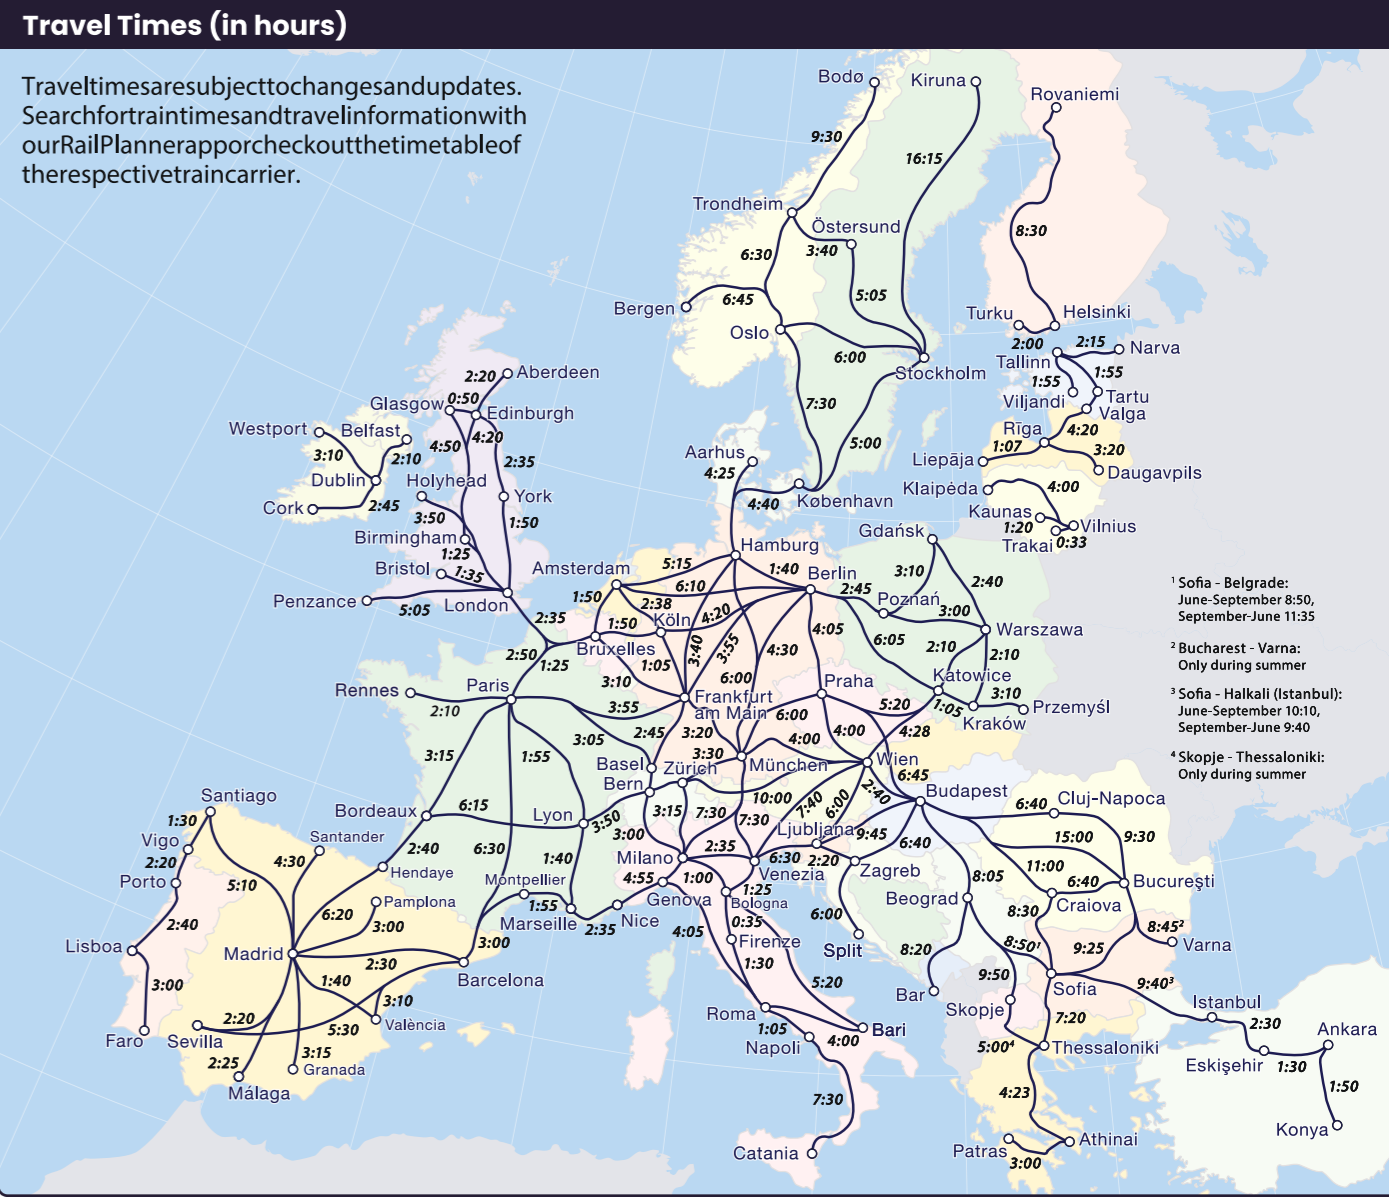 Travel Times (in hours)
Traveltimesaresubjecttochangesandupdates.
Searchfortraintimesandtravelinformationwith
ourRailPlannerapporcheckoutthetimetableof
therespectivetraincarrier.
Bodø
Kiruna
Rovaniemi
9:30
16:15
Trondheim
Östersund
8:30
6:30
3:40
6:45
5:05
Bergen
Oslo
Turku
Helsinki
6:00
2:00
2:15
Narva
Tallinn
Stockholm
2:20
Aberdeen
1:55
1:55
Viljandi
Tartu
Valga
0:50
Glasgow
Edinburgh
7:30
Westport
Belfast
4:50
4:20
5:00
Rīga
4:20
3:10
2:10
2:35
Aarhus
4:25
1:07
3:20
Liepāja
Daugavpils
Dublin
Holyhead
York
4:40
København
Klaipėda
4:00
Cork
2:45
3:50
1:50
Kaunas
1:20
Vilnius
Trakai
0:33
Birmingham
1:25
Gdańsk
Hamburg
Bristol
1:35
Amsterdam
5:15
1:40
Berlin
3:10
2:40
¹ Sofia - Belgrade:
June-September 8:50,
September-June 11:35
Penzance
5:05
London
1:50
6:10
2:38
2:45
Poznań
3:00
2:35
1:50
Köln
4:20
4:05
Warszawa
Bruxelles
3:40
3:55
4:30
6:05
2:10
2:10
² Bucharest - Varna:
Only during summer
2:50
1:25
1:05
3:10
6:00
Praha
Katowice
3:10
Rennes
Paris
Frankfurt
am Main
5:20
1:05
Przemyśl
Kraków
³ Sofia - Halkali (Istanbul):
June-September 10:10,
September-June 9:40
2:10
3:55
6:00
4:00
4:28
3:15
1:55
3:05
2:45
3:20
3:30
4:00
⁴ Skopje - Thessaloniki:
Only during summer
Basel
Zürich
München
Wien
6:45
Bern
10:00
7:40
6:00
2:40
Budapest
Santiago
Bordeaux
6:15
Lyon
3:50
3:15
7:30
7:30
6:40
Cluj-Napoca
1:30
Vigo
Santander
3:00
Ljubljana
9:45
6:40
15:00
9:30
2:20
Porto
4:30
2:40
6:30
1:40
Milano
2:35
6:30
2:20
Zagreb
11:00
5:10
Hendaye
Montpellier
4:55
1:00
Venezia
8:05
6:40
Bucureşti
Pamplona
1:55
Genova
1:25
Bologna
Beograd
Craiova
6:20
3:00
Marseille
2:35
Nice
4:05
0:35
6:00
8:30
8:45²
2:40
Lisboa
Madrid
3:00
Firenze
Split
8:20
8:50¹
9:25
Varna
2:30
1:40
Barcelona
1:30
5:20
9:50
Sofia
9:40³
3:00
3:10
Bar
Skopje
Istanbul
2:20
5:30
València
Roma
1:05
Bari
7:20
2:30
Ankara
Faro
Sevilla
Napoli
4:00
5:00⁴
Thessaloniki
Eskişehir
1:30
2:25
3:15
Granada
Málaga
7:30
4:23
1:50
Konya
Catania
Patras
3:00
Athinai